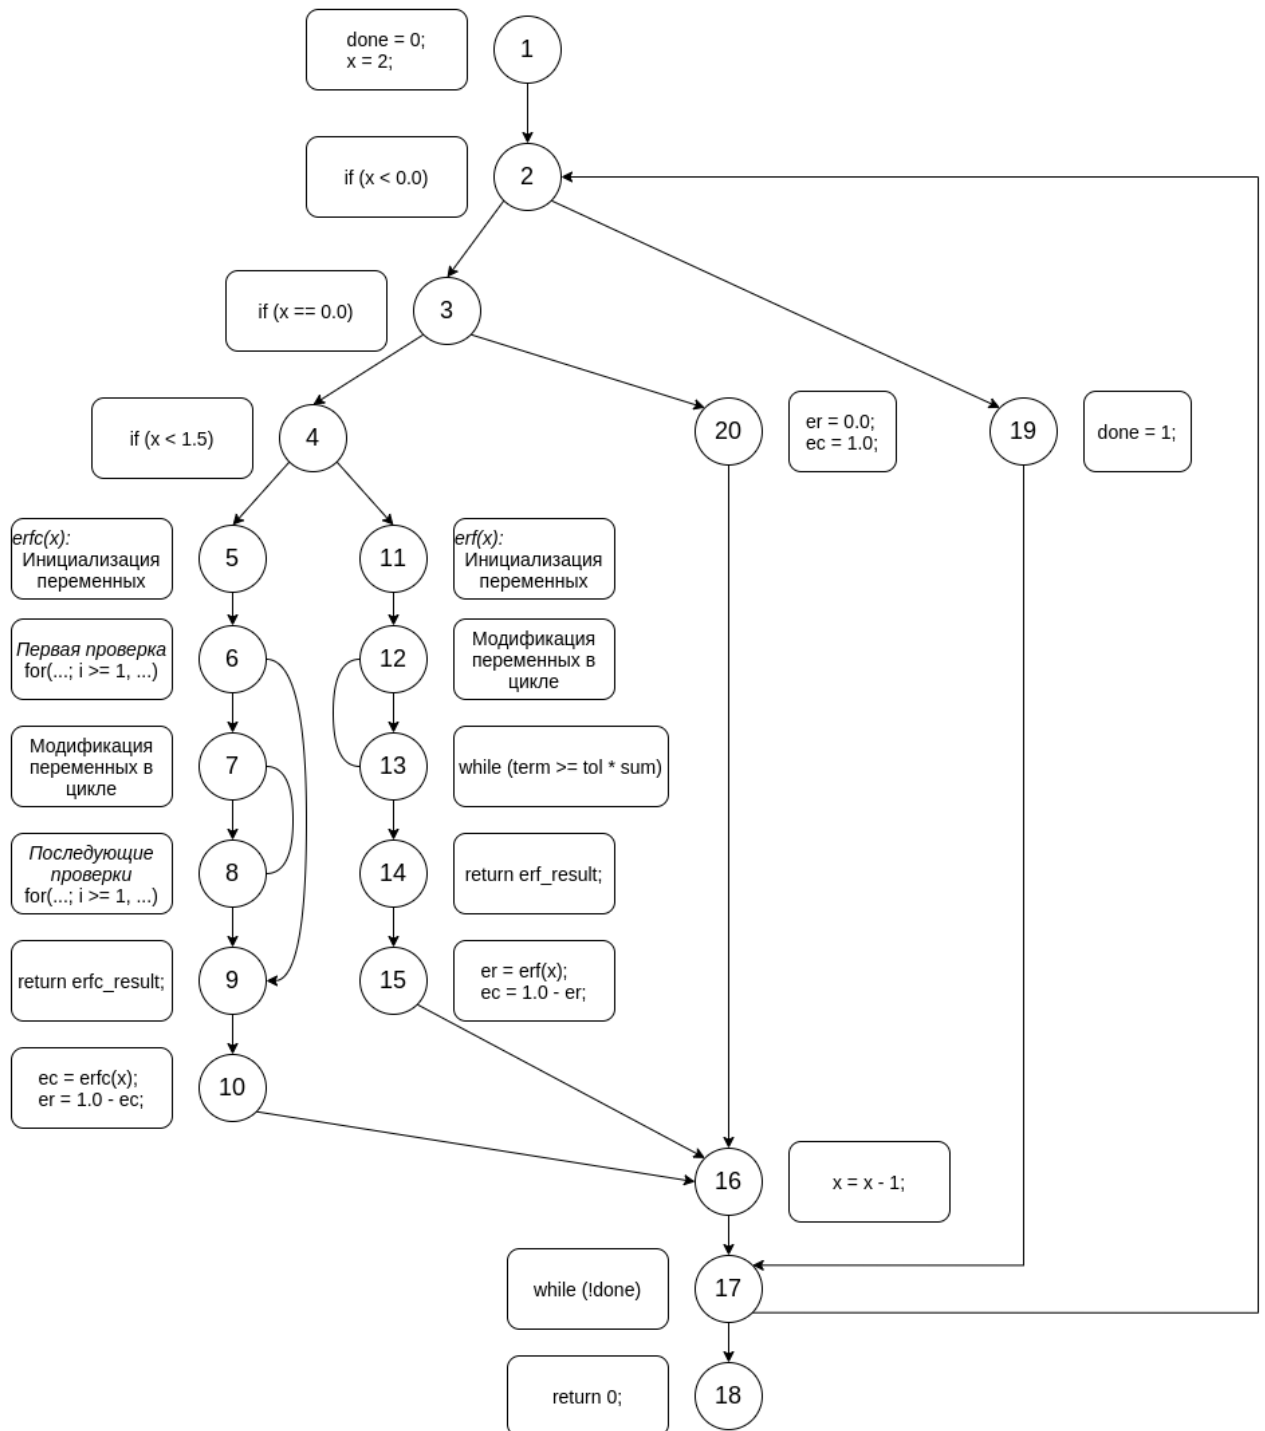 done = 0;
x = 2;
1
if (x < 0.0)
2
if (x == 0.0)
3
if (x < 1.5)
4
20
er = 0.0;
ec = 1.0;
19
done = 1;
erfc(x):
Инициализация
переменных
5
11
erf(x):
Инициализация
переменных
Первая проверка
for(...; i >= 1, ...)
6
12
Модификация
переменных в
цикле
Модификация
переменных в
цикле
7
13
while (term >= tol * sum)
Последующие
проверки
for(...; i >= 1, ...)
8
14
return erf_result;
return erfc_result;
9
15
er = erf(x);
ec = 1.0 - er;
ec = erfc(x);
er = 1.0 - ec;
10
16
x = x - 1;
while (!done)
17
return 0;
18